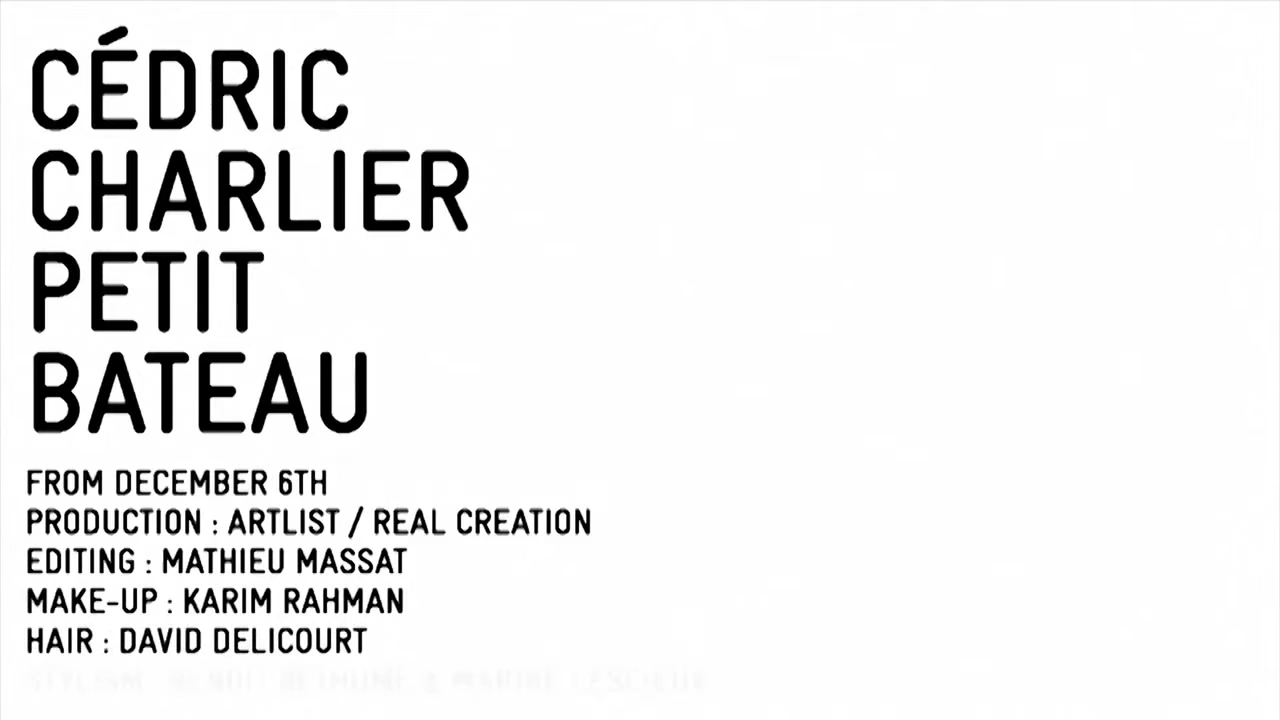 CÉDRIC
CHARLIER
PETIT
BATEAU
FROM DECEMBER 6TH
PRODUCTION : ARTLIST / REAL CREATION
EDITING : MATHIEU MASSAT
MAKE-UP : KARIM RAHMAN
HAIR : DAVID DELICOURT